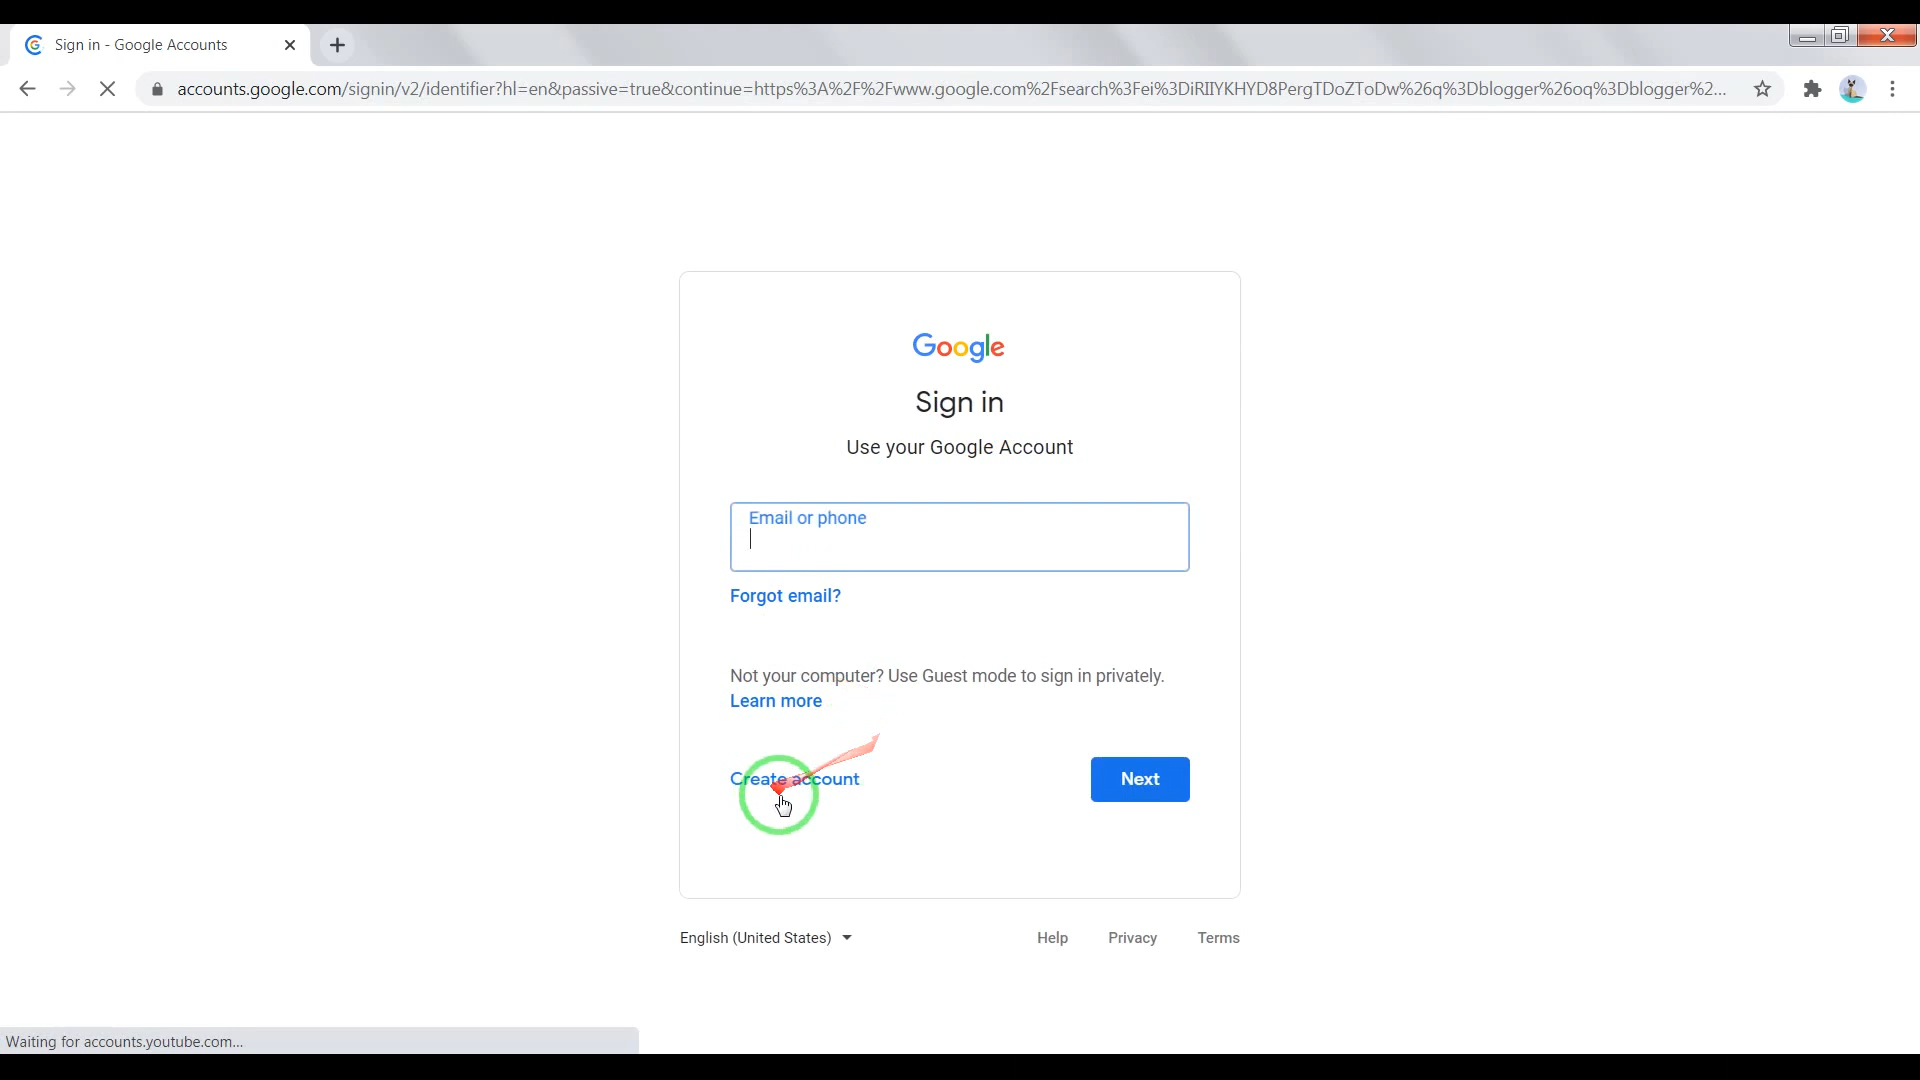 Sign in - Google Accounts
accounts.google.com/signin/v2/identifier?hl=en&passive=true&continue=https%3A%2F%2Fwww.google.com%2Fsearch%3Fei%3DiRIIYKHYD8PergTDoZToDw%26q%3Dblogger%26oq%3Dblogger%2...
Google
Sign in
Use your Google Account
Email or phone
Forgot email?
Not your computer? Use Guest mode to sign in privately.
Learn more
Create account
Next
English (United States)
Help
Privacy
Terms
Waiting for accounts.youtube.com...